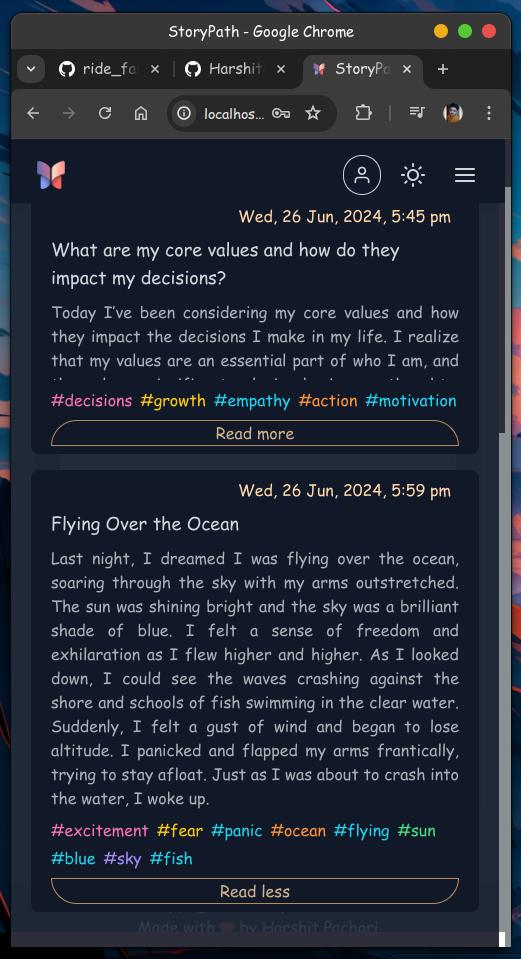 StoryPath - Google Chrome
ride_fa
Harshit
StoryPa
localhos...
Wed, 26 Jun, 2024, 5:45 pm
What are my core values and how do they
impact my decisions?
Today I've been considering my core values and how
they impact the decisions I make in my life. I realize
that my values are an essential part of who I am, and
#decisions #growth #empathy #action #motivation
Read more
Wed, 26 Jun, 2024, 5:59 pm
Flying Over the Ocean
Last night, I dreamed I was flying over the ocean,
soaring through the sky with my arms outstretched.
The sun was shining bright and the sky was a brilliant
shade of blue. I felt a sense of freedom and
exhilaration as I flew higher and higher. As I looked
down, I could see the waves crashing against the
shore and schools of fish swimming in the clear water.
Suddenly, I felt a gust of wind and began to lose
altitude. I panicked and flapped my arms frantically,
trying to stay afloat. Just as I was about to crash into
the water, I woke up.
#excitement #fear #panic #ocean #flying #sun
#blue #sky #fish
Read less
Made with ❤ by Harshit Pachori